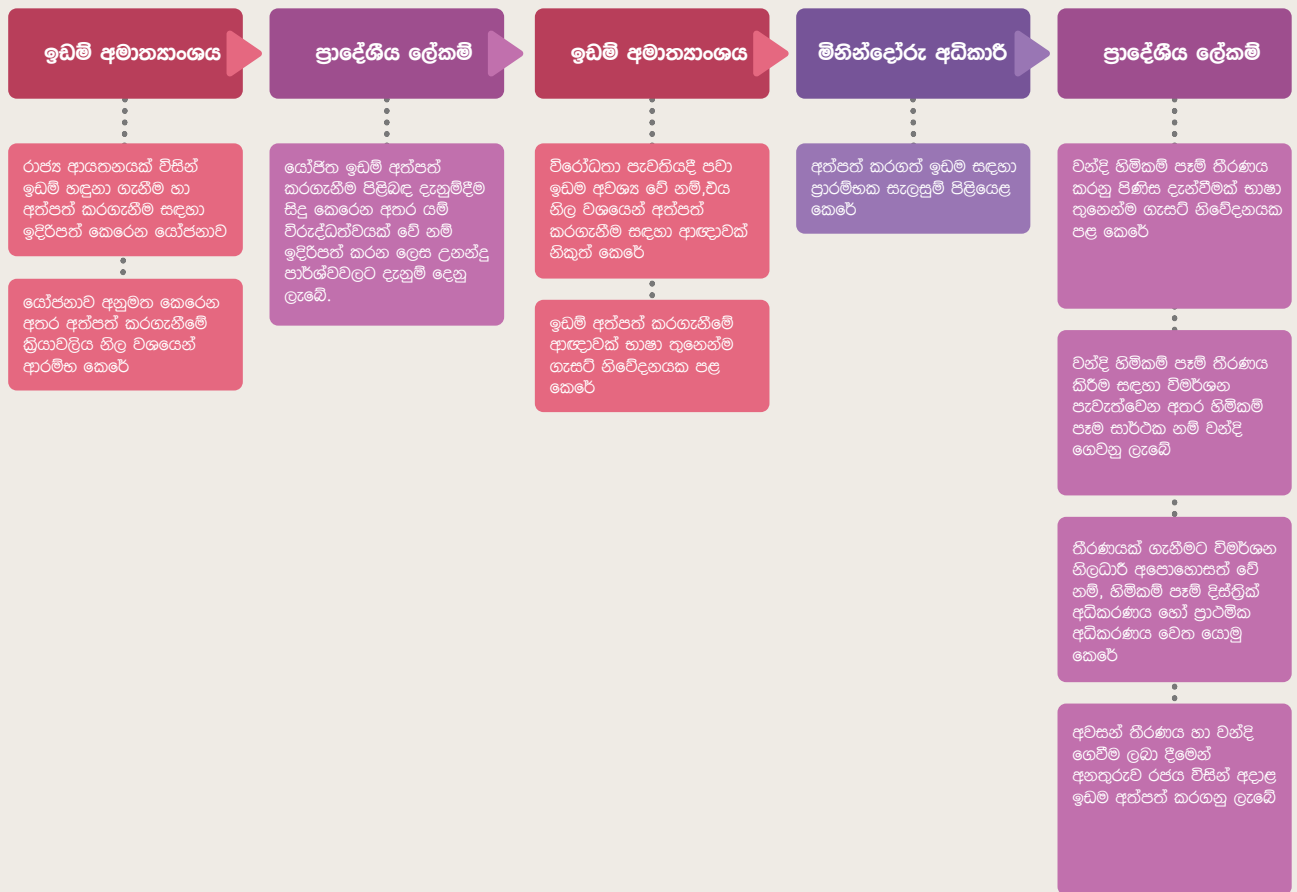 ඉඩම් අමාත්‍යාංශය
රාජ්‍ය ආයතනයක් විසින්
ඉඩම් හඳුනා ගැනීම හා
අත්පත් කරගැනීම සඳහා
ඉදිරිපත් කෙරෙන යෝජනාව
යෝජනාව අනුමත කෙරෙන
අතර අත්පත් කරගැනීමේ
ක්‍රියාවලිය නිල වශයෙන්
ආරම්භ කෙරේ
ප්‍රාදේශීය ලේකම්
යෝජිත ඉඩම් අත්පත්
කරගැනීම පිළිබඳ දැනුම්දීම
සිදු කෙරෙන අතර යම්
විරුද්ධත්වයක් වේ නම්
ඉදිරිපත් කරන ලෙස උනන්දු
පාර්ශ්වවලට දැනුම් දෙනු
ලැබේ.
ඉඩම් අමාත්‍යාංශය
විරෝධතා පැවතියදී පවා
ඉඩම අවශ්‍ය වේ නම්,එය
නිල වශයෙන් අත්පත්
කරගැනීම සඳහා ආඥාවක්
නිකුත් කෙරේ
ඉඩම් අත්පත් කරගැනීමේ
ආඥාවක් භාෂා තුනෙන්ම
ගැසට් නිවේදනයක පළ
කෙරේ
මිනින්දෝරු අධිකාරී
අත්පත් කරගත් ඉඩම සඳහා
ප්‍රාරම්භක සැලසුම් පිළියෙළ
කෙරේ
ප්‍රාදේශීය ලේකම්
වන්දි හිමිකම් පෑම් තීරණය
කරනු පිණිස දැන්වීමක් භාෂා
තුනෙන්ම ගැසට් නිවේදනයක
පළ කෙරේ
වන්දි හිමිකම් පෑම් තීරණය
කිරීම සඳහා විමර්ශන
පැවැත්වෙන අතර හිමිකම්
පෑම සාර්ථක නම් වන්දි
ගෙවනු ලැබේ
තීරණයක් ගැනීමට විමර්ශන
නිලධාරී අපොහොසත් වේ
නම්, හිමිකම් පෑම් දිස්ත්‍රික්
අධිකරණය හෝ ප්‍රාථමික
අධිකරණය වෙත යොමු
කෙරේ
අවසන් තීරණය හා වන්දි
ගෙවීම ලබා දීමෙන්
අනතුරුව රජය විසින් අදාළ
ඉඩම අත්පත් කරගනු ලැබේ